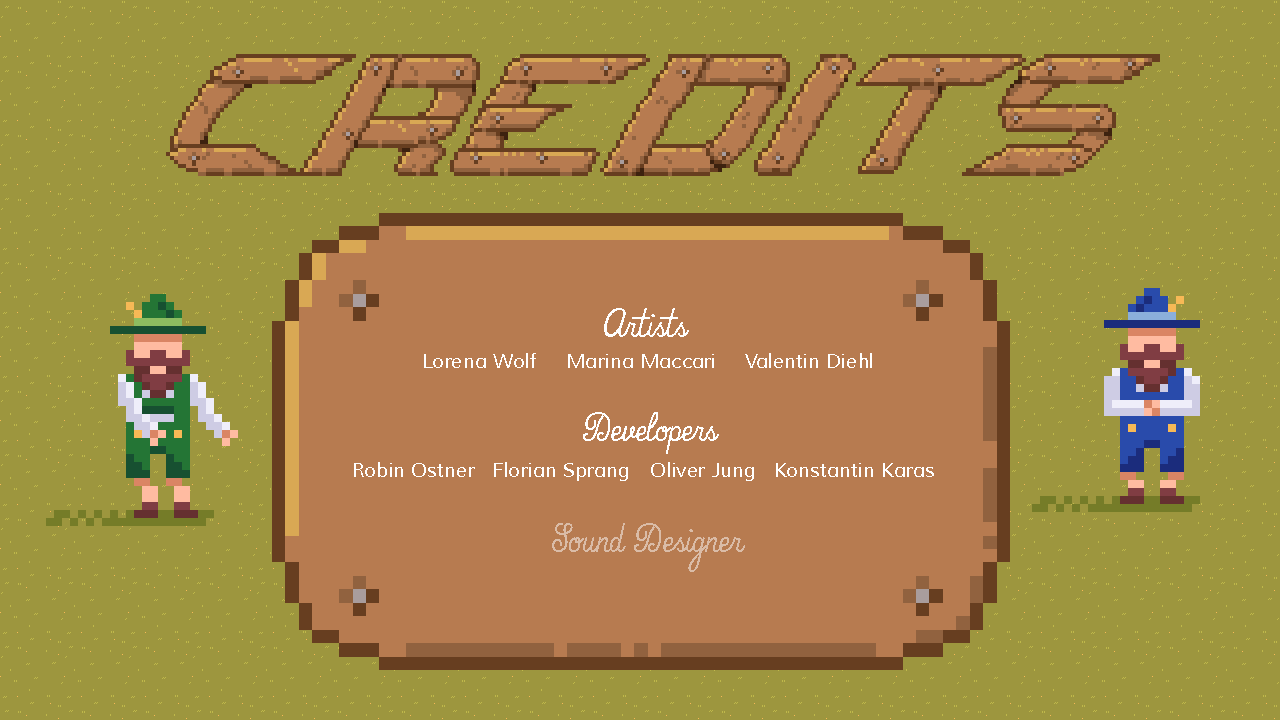 CREDITS
Artists
Lorena Wolf Marina Maccari Valentin Diehl
Developers
Robin Ostner Florian Sprang Oliver Jung Konstantin Karas
Sound Designer